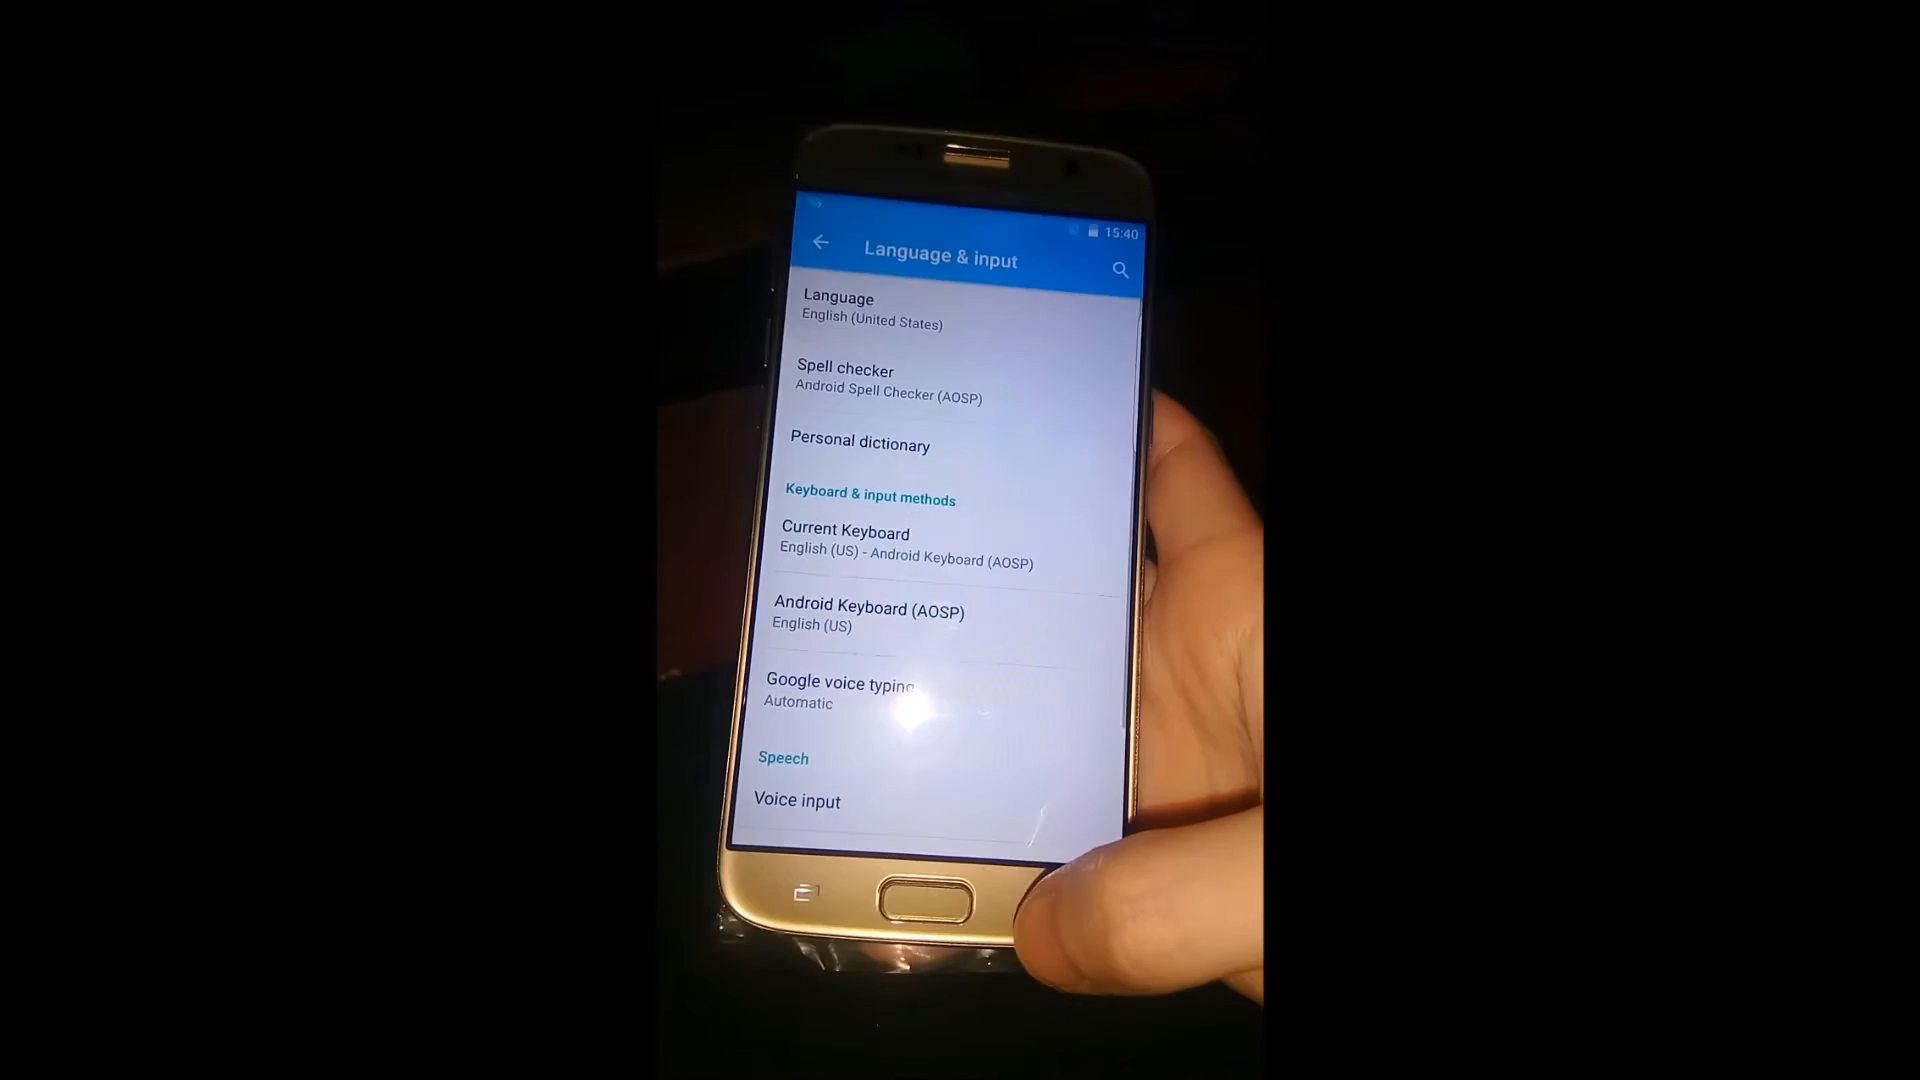 15:40
Language & input
Language
English (United States)
Spell checker
Android Spell Checker (AOSP)
Personal dictionary
Keyboard & input methods
Current Keyboard
English (US) - Android Keyboard (AOSP)
Android Keyboard (AOSP)
English (US)
Google voice typing
Automatic
Speech
Voice input